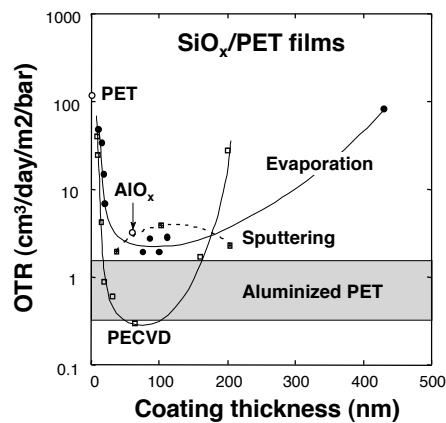 SiOx/PET films
OTR (cm³/day/m2/bar)
1000
100
10
1
0.1
PET
AlOx
Evaporation
Sputtering
Aluminized PET
PECVD
0
100
200
300
400
500
Coating thickness (nm)